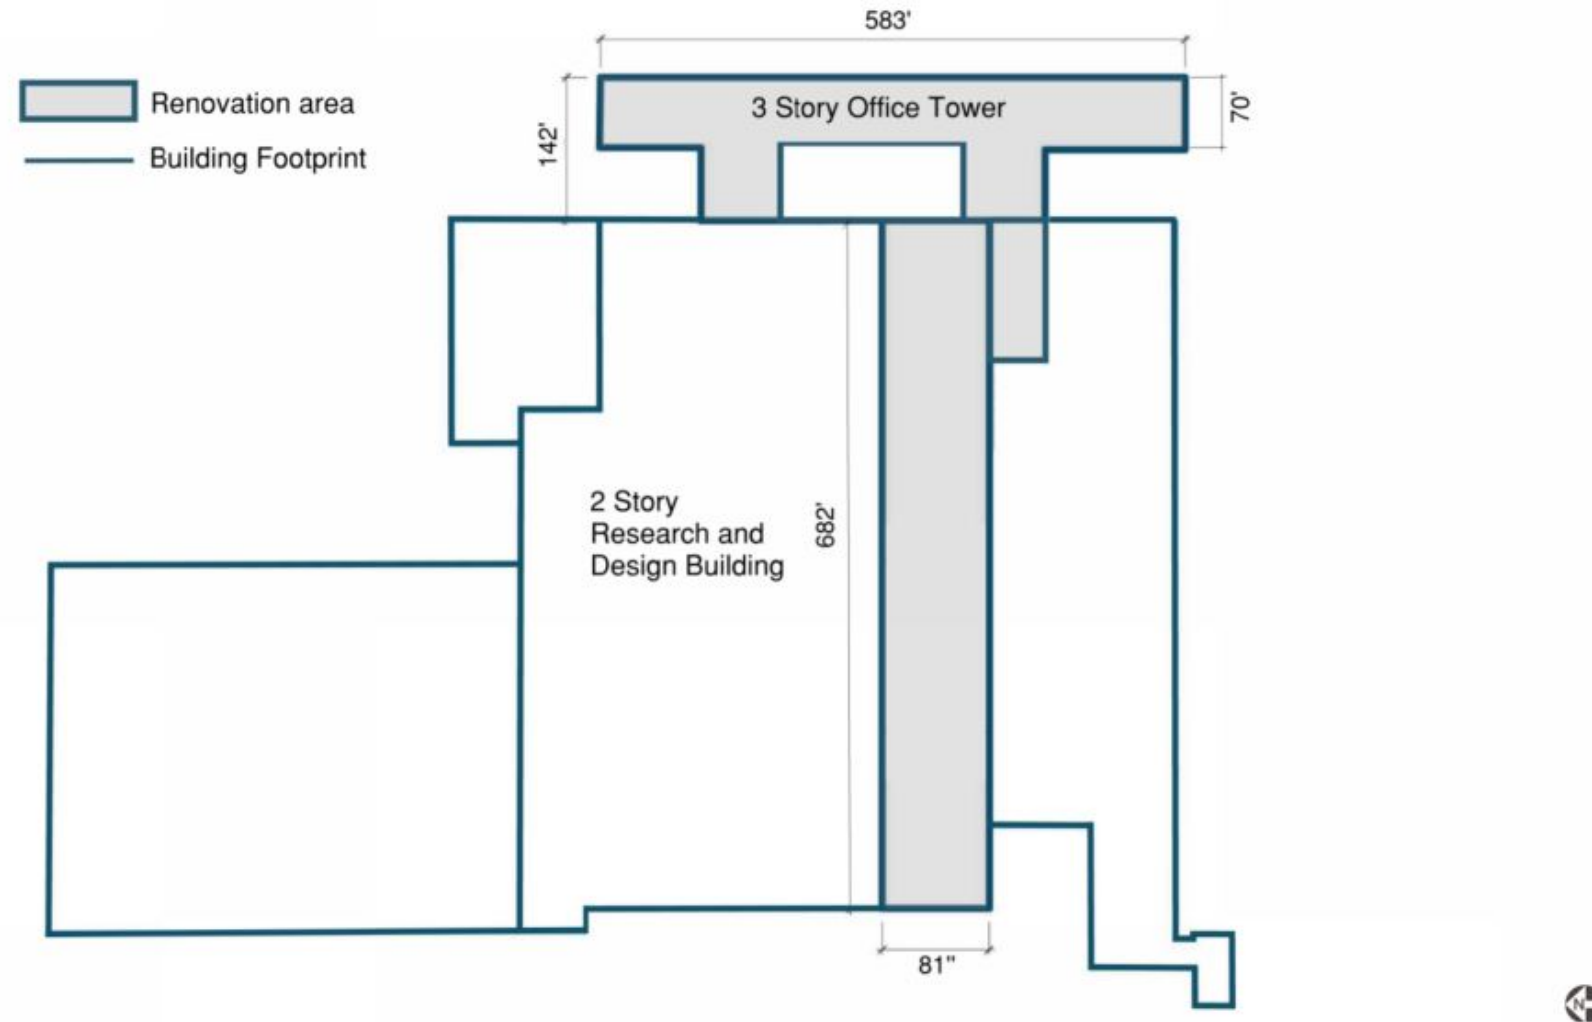 583'
Renovation area
3 Story Office Tower
70'
142'
Building Footprint
2 Story
Research and
Design Building
682'
81"
N